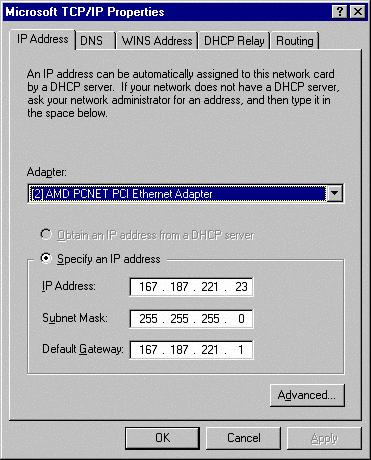 Microsoft TCP/IP Properties
IP Address DNS WINS Address DHCP Relay Routing
An IP address can be automatically assigned to this network card
by a DHCP server. If your network does not have a DHCP server,
ask your network administrator for an address, and then type it in
the space below.
Adapter:
[2] AMD PCNET PCI Ethernet Adapter
Obtain an IP address from a DHCP server
Specify an IP address
IP Address: 167 . 187 . 221 . 23
Subnet Mask: 255 . 255 . 255 . 0
Default Gateway: 167 . 187 . 221 . 1
Advanced...
OK Cancel Apply